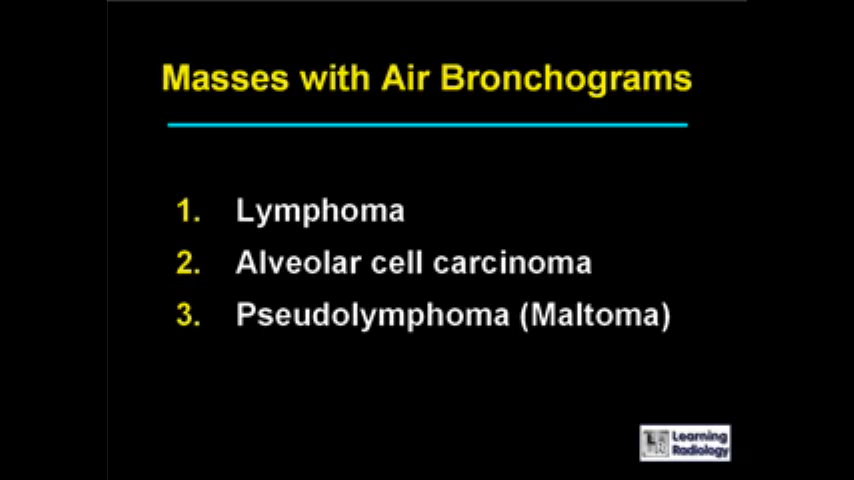 Masses with Air Bronchograms
1. Lymphoma
2. Alveolar cell carcinoma
3. Pseudolymphoma (Maltoma)
Learning
Radiology